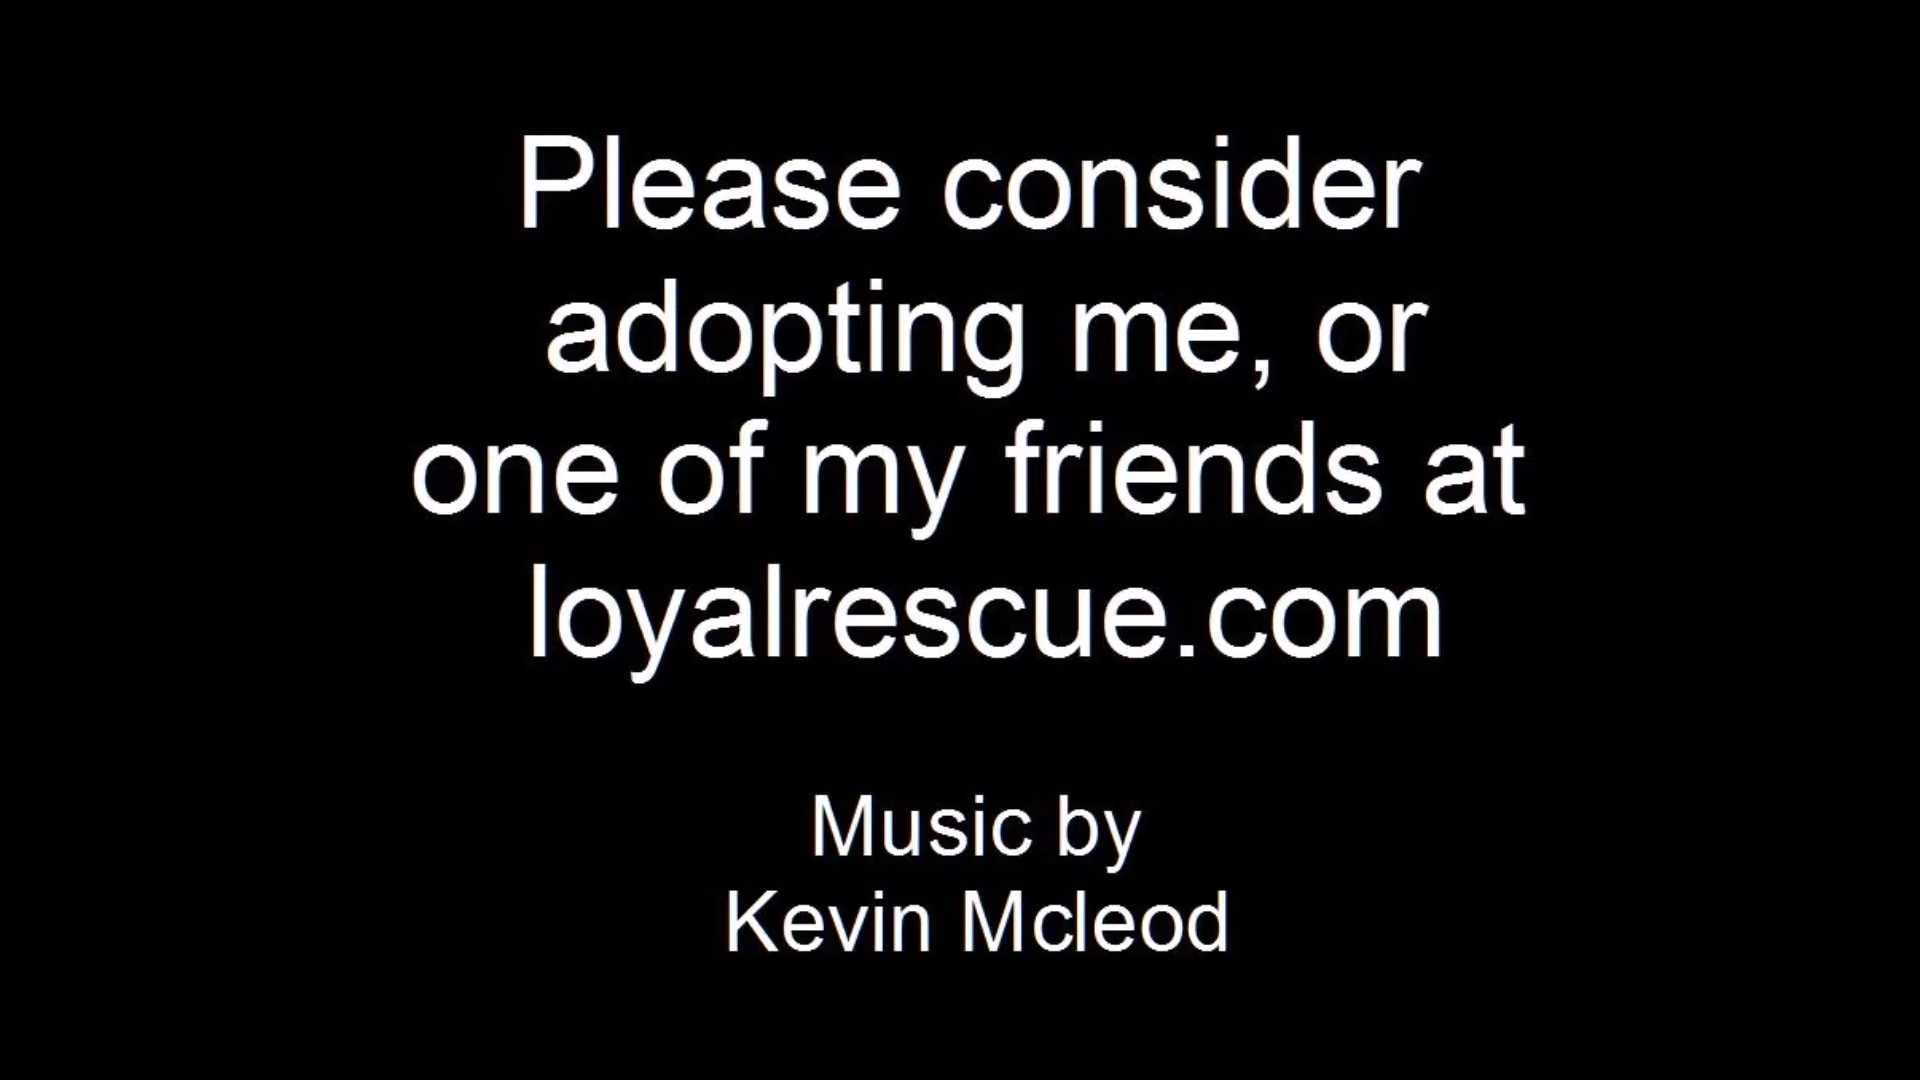 Please consider
adopting me, or
one of my friends at
loyalrescue.com
Music by
Kevin Mcleod